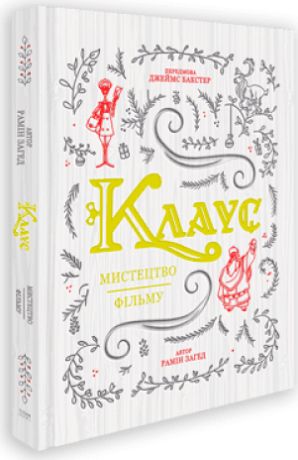 ПЕРЕДМОВА
ДЖЕЙМС БАКСТЕР
КЛАУС
МИСТЕЦТВО
ФІЛЬМУ
АВТОР
РАМІН ЗАГЕД
АВТОР
РАМІН ЗАГЕД
КЛАУС
МИСТЕЦТВО
ФІЛЬМУ